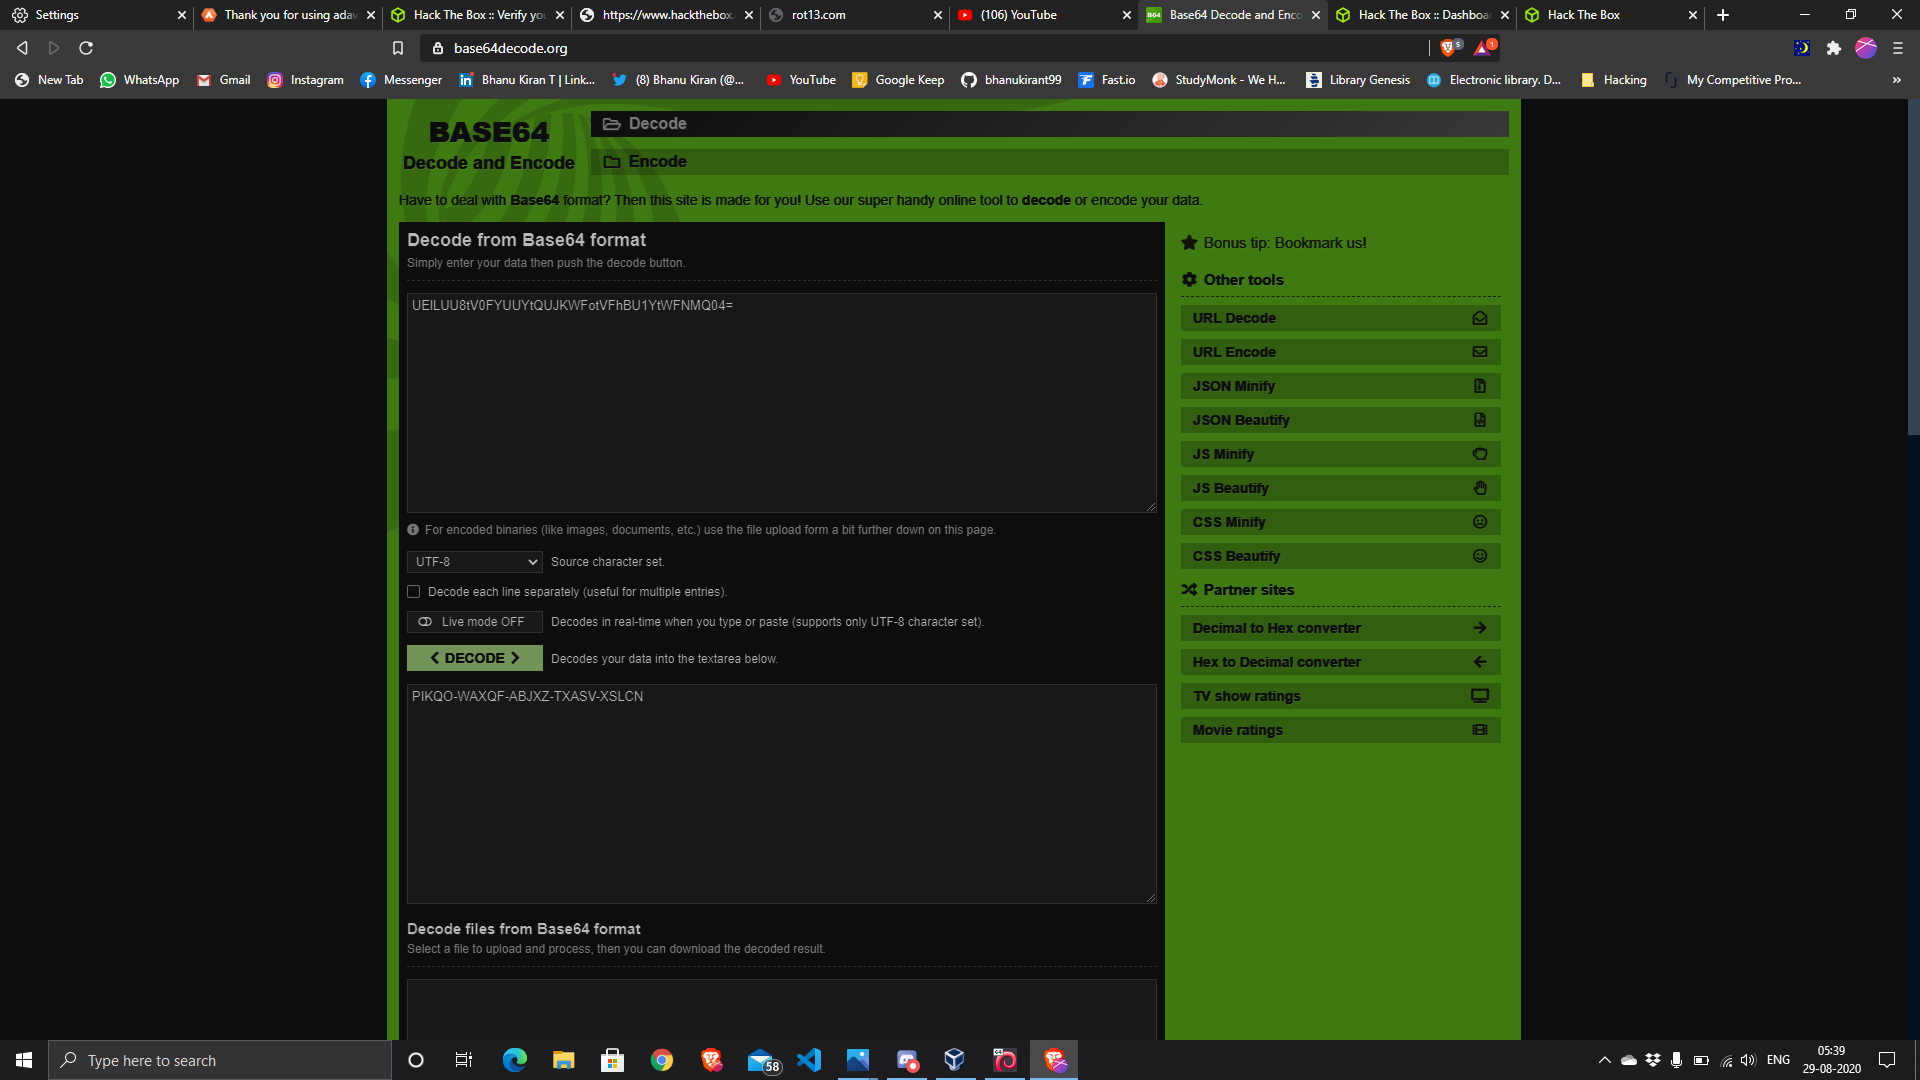 Settings
Thank you for using adaw
Hack The Box :: Verify you
https://www.hackthebox.
rot13.com
(106) YouTube
Base64 Decode and Enco
Hack The Box :: Dashboa
Hack The Box
base64decode.org
5
1
New Tab
WhatsApp
Gmail
Instagram
Messenger
Bhanu Kiran T | Link...
(8) Bhanu Kiran (@...
YouTube
Google Keep
bhanukirant99
Fast.io
StudyMonk - We H...
Library Genesis
Electronic library. D...
Hacking
My Competitive Pro...
»
BASE64
Decode and Encode
Decode
Encode
Have to deal with Base64 format? Then this site is made for you! Use our super handy online tool to decode or encode your data.
Decode from Base64 format
Simply enter your data then push the decode button.
UElLUU8tV0FYUUYtQUJKWFotVFhBU1YtWFNMQ04=
For encoded binaries (like images, documents, etc.) use the file upload form a bit further down on this page.
UTF-8
Source character set.
Decode each line separately (useful for multiple entries).
Live mode OFF
Decodes in real-time when you type or paste (supports only UTF-8 character set).
DECODE
Decodes your data into the textarea below.
PIKQO-WAXQF-ABJXZ-TXASV-XSLCN
Decode files from Base64 format
Select a file to upload and process, then you can download the decoded result.
Bonus tip: Bookmark us!
Other tools
URL Decode
URL Encode
JSON Minify
JSON Beautify
JS Minify
JS Beautify
CSS Minify
CSS Beautify
Partner sites
Decimal to Hex converter
Hex to Decimal converter
TV show ratings
Movie ratings
Type here to search
58
ENG
05:39
29-08-2020